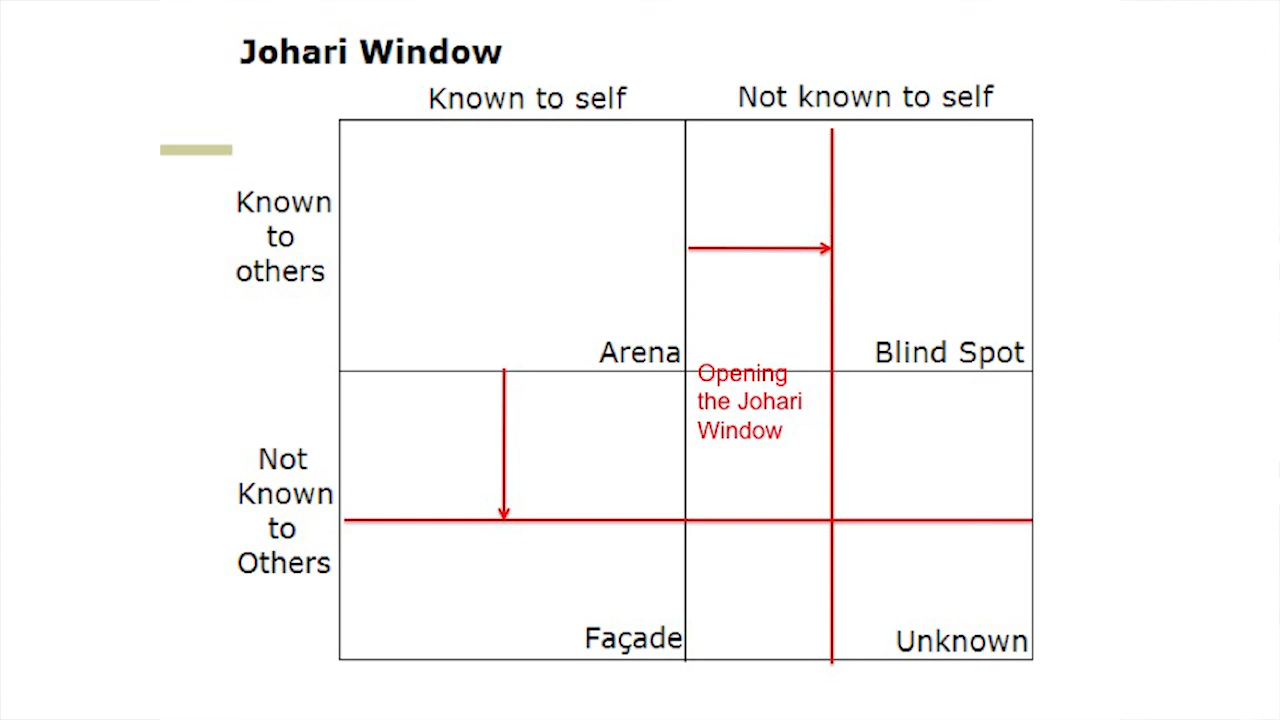 Johari Window
Known to self
Not known to self
Known
to
others
Arena
Blind Spot
Opening
the Johari
Window
Not
Known
to
Others
Façade
Unknown